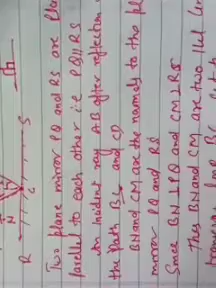 S
N
R
Two plane mirror PQ and RS are
parallel to each other i.e PQ || RS
An incident ray AB after reflection
the Path B and CD
BN and CM are the normals to the
mirror PQ and RS
Since BN ⊥ PQ and CM ⊥ RS
Thus BN and CM are two llel